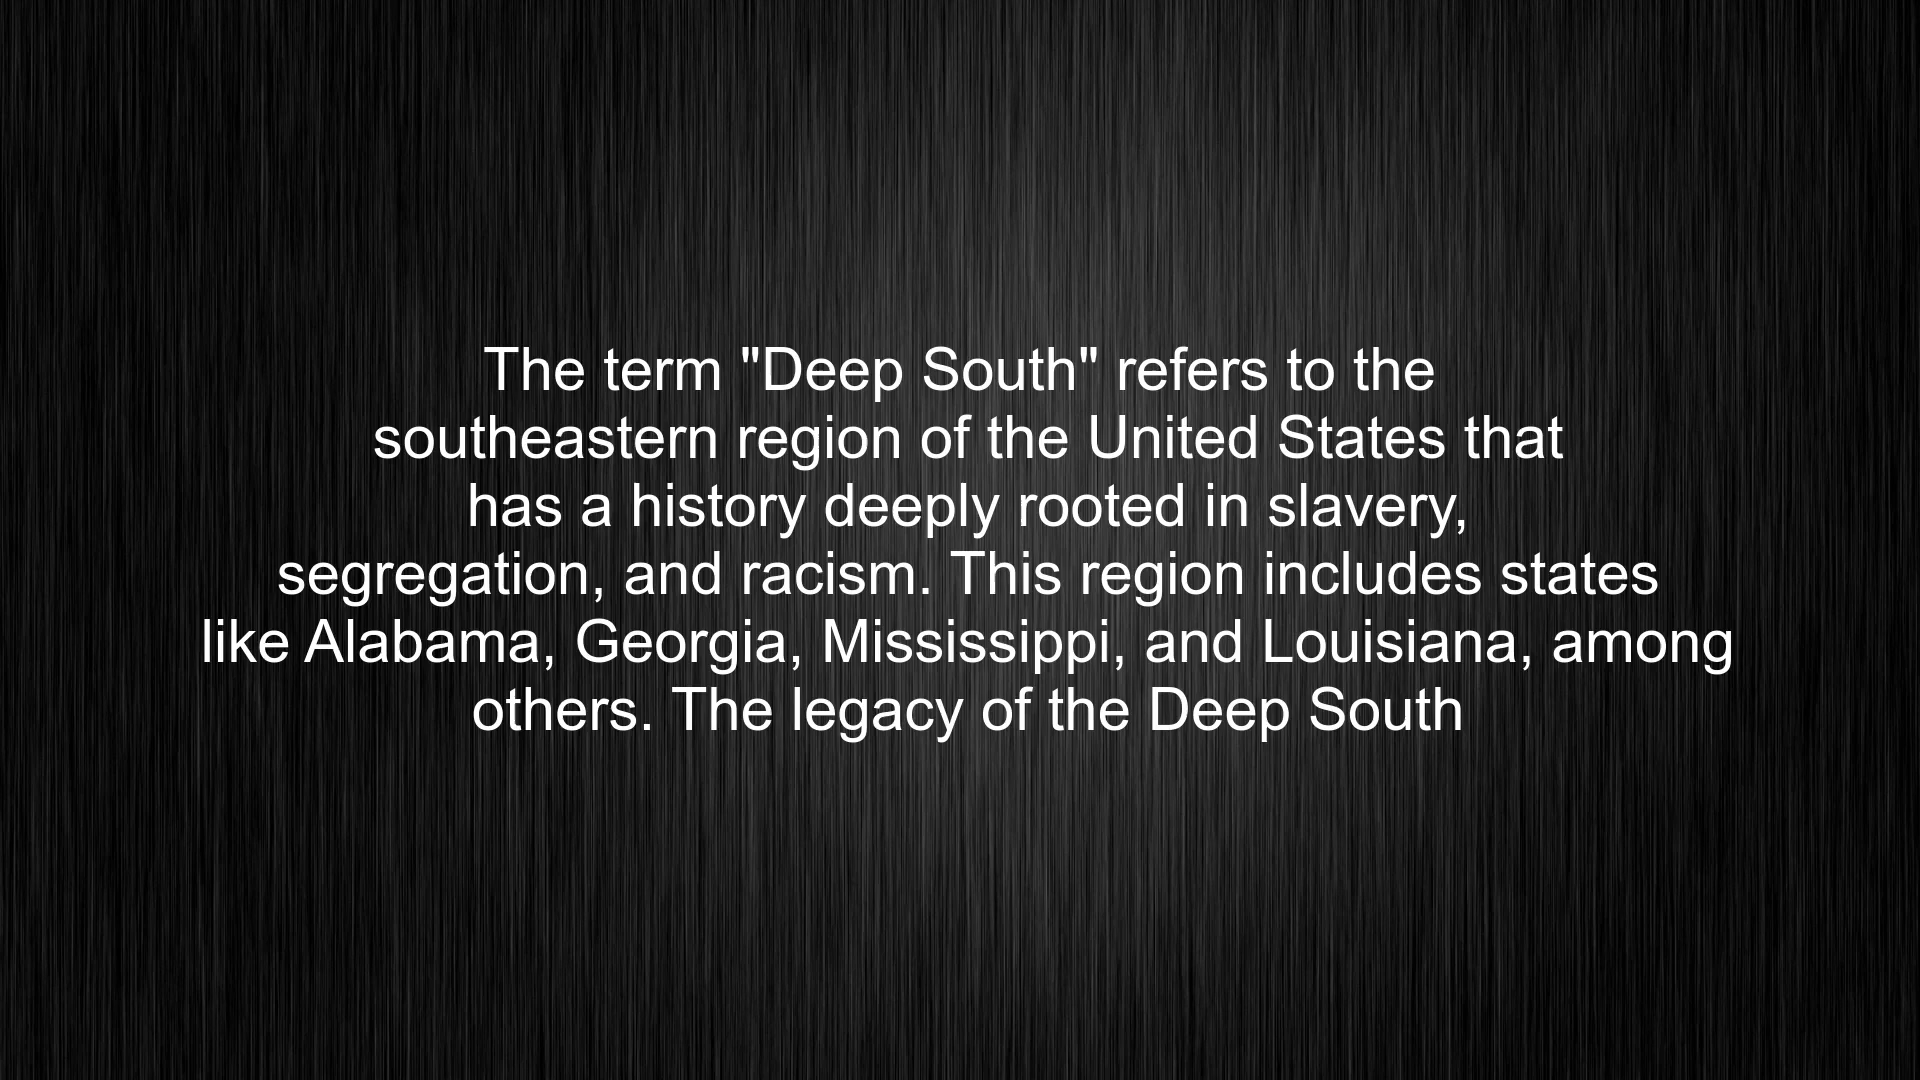 The term "Deep South" refers to the
southeastern region of the United States that
has a history deeply rooted in slavery,
segregation, and racism. This region includes states
like Alabama, Georgia, Mississippi, and Louisiana, among
others. The legacy of the Deep South